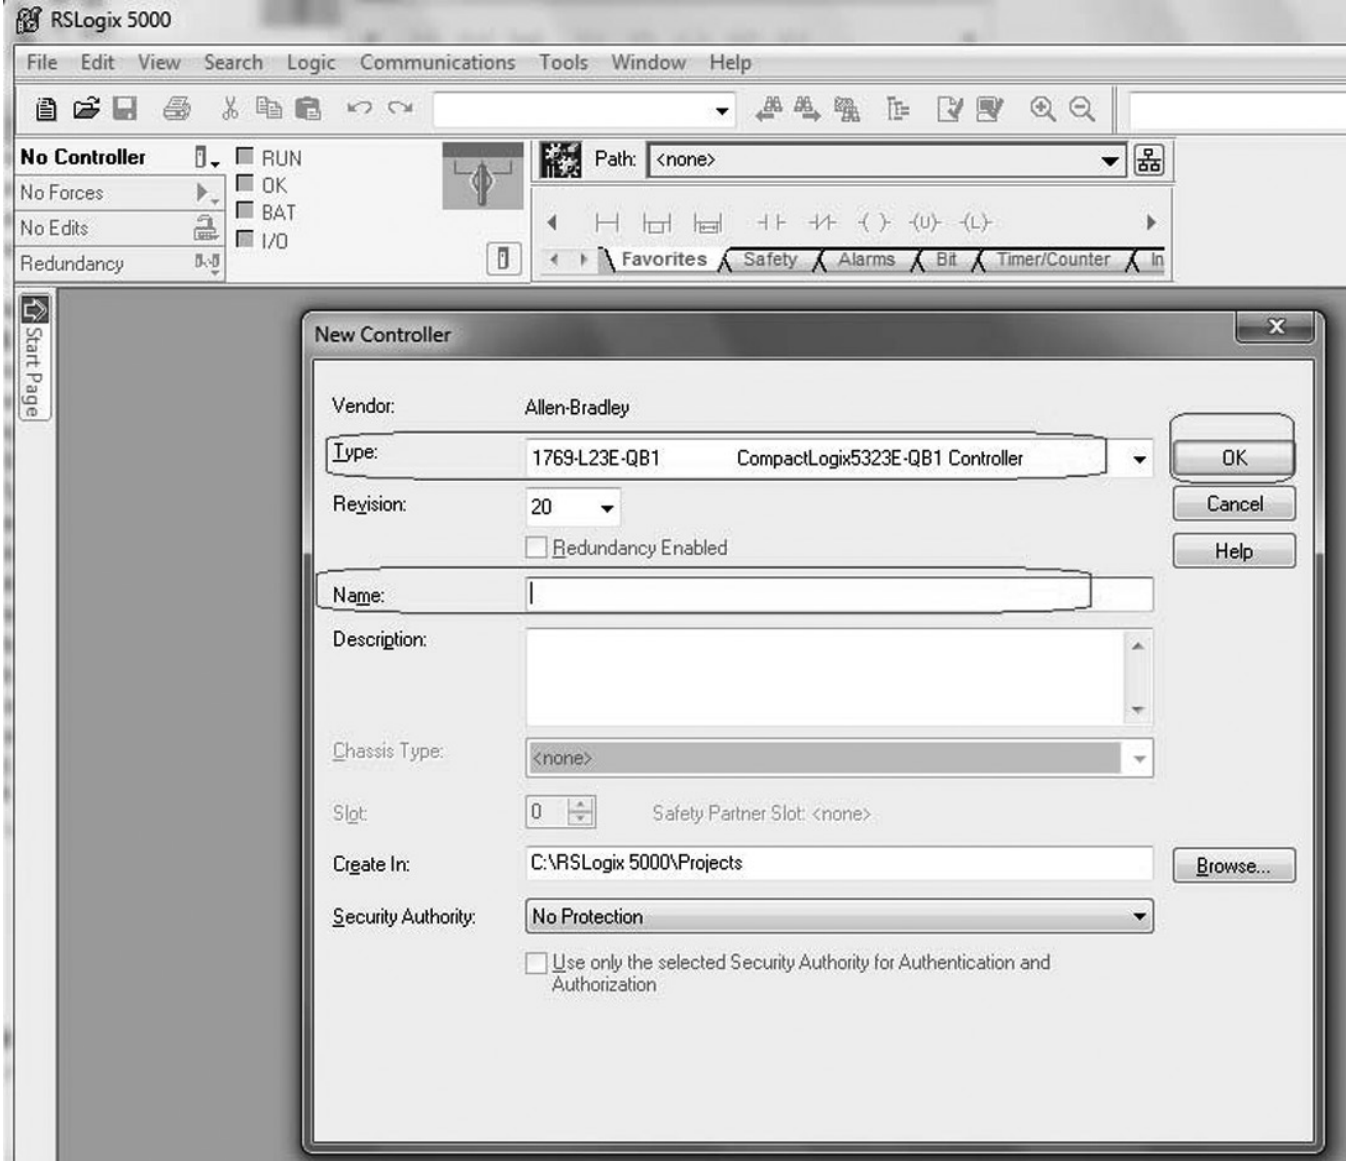 RSLogix 5000
File Edit View Search Logic Communications Tools Window Help
No Controller
RUN
Path: <none>
No Forces
OK
No Edits
BAT
I/O
-(U)- -(L)-
Redundancy
Favorites Safety Alarms Bit Timer/Counter In
Start Page
New Controller
Vendor: Allen-Bradley
Type: 1769-L23E-QB1 CompactLogix5323E-QB1 Controller OK
Revision: 20 Cancel
Redundancy Enabled Help
Name:
Description:
Chassis Type: <none>
Slot: 0 Safety Partner Slot: <none>
Create In: C:\RSLogix 5000\Projects Browse...
Security Authority: No Protection
Use only the selected Security Authority for Authentication and
Authorization